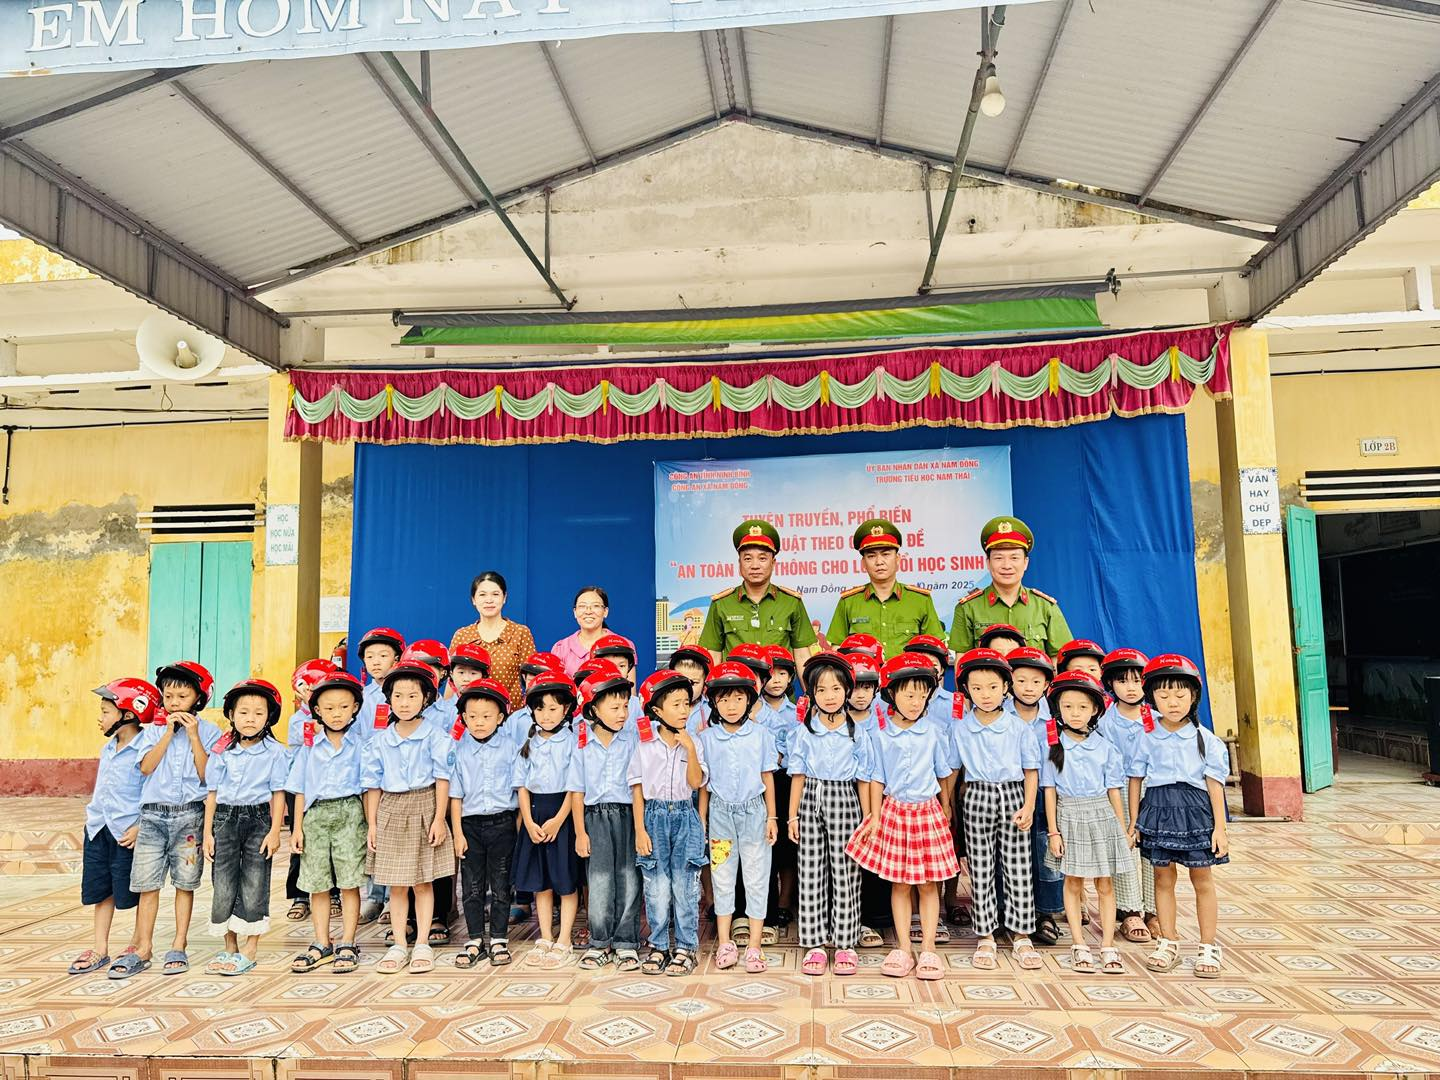 EM HÔM NAY
CÔNG AN TỈNH NINH BÌNH
CÔNG AN XÃ NAM ĐỒNG
ỦY BAN NHÂN DÂN XÃ NAM ĐỒNG
TRƯỜNG TIỂU HỌC NAM THÁI
TUYÊN TRUYỀN, PHỔ BIẾN
THEO ĐỀ
"AN TOÀN THÔNG CHO HỌC SINH
Nam Đồng, năm 2025
LỚP 2B
VĂN
HAY
CHỮ
ĐẸP
HỌC
HỌC NỮA
HỌC MÃI
Honda